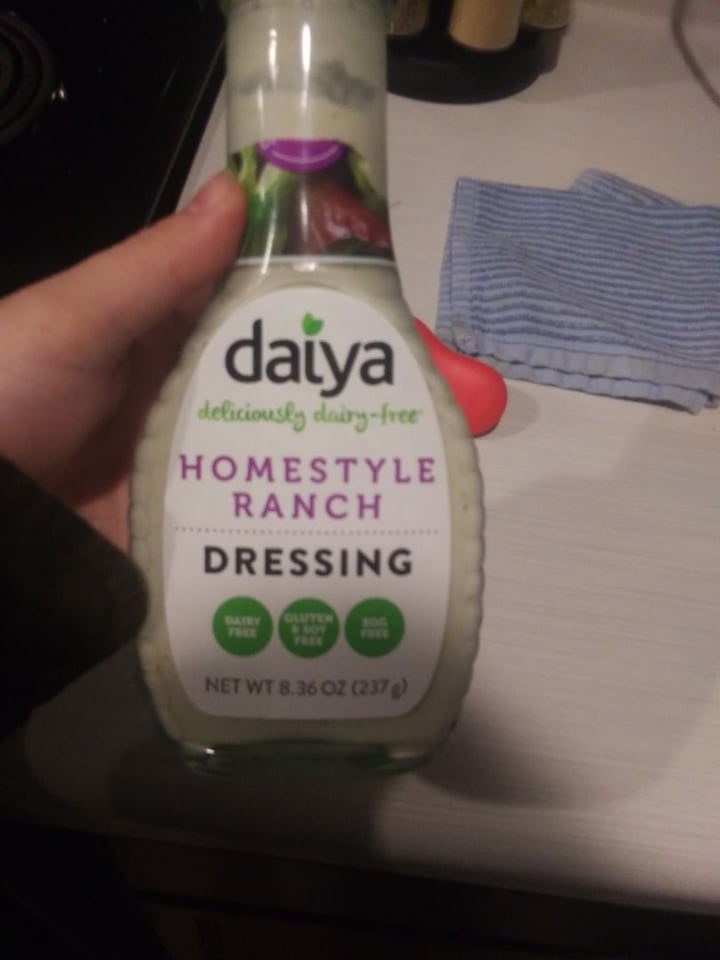 daiya
deliciously dairy-free
HOMESTYLE
RANCH
DRESSING
DAIRY
FREE
GLUTEN
& SOY
FREE
EGG
FREE
NET WT 8.36 OZ (237 g)